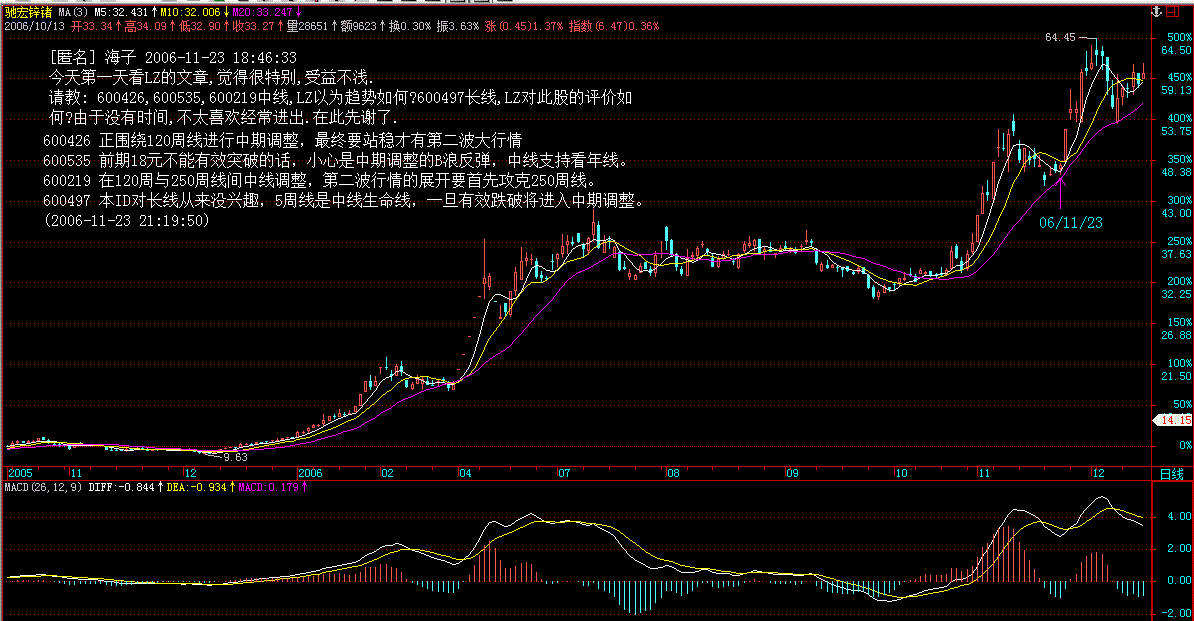 驰宏锌锗 MA(3) M5:32.431↑M10:32.006↓M20:33.247↓
2006/10/13 开33.34↑高34.09↑低32.90↑收33.27↑量28651↑额9623↑换0.30% 振3.63% 涨(0.45)1.37% 指数(6.47)0.36%
[匿名] 海子 2006-11-23 18:46:33
今天第一天看LZ的文章,觉得很特别,受益不浅.
请教: 600426,600535,600219中线,LZ以为趋势如何?600497长线,LZ对此股的评价如
何?由于没有时间,不太喜欢经常进出.在此先谢了.
600426 正围绕120周线进行中期调整，最终要站稳才有第二波大行情
600535 前期18元不能有效突破的话，小心是中期调整的B浪反弹，中线支持看年线。
600219 在120周与250周线间中线调整，第二波行情的展开要首先攻克250周线。
600497 本ID对长线从来没兴趣，5周线是中线生命线，一旦有效跌破将进入中期调整。
(2006-11-23 21:19:50)
64.45
06/11/23
9.63
500%
64.50
450%
59.13
400%
53.75
350%
48.38
300%
43.00
250%
37.63
200%
32.25
150%
26.88
100%
21.50
50%
14.15
0%
2005 11 12 2006 02 04 07 08 09 10 11 12 日线
MACD(26,12,9) DIFF:-0.844↑DEA:-0.934↑MACD:0.179↑
4.00
2.00
0.00
-2.00